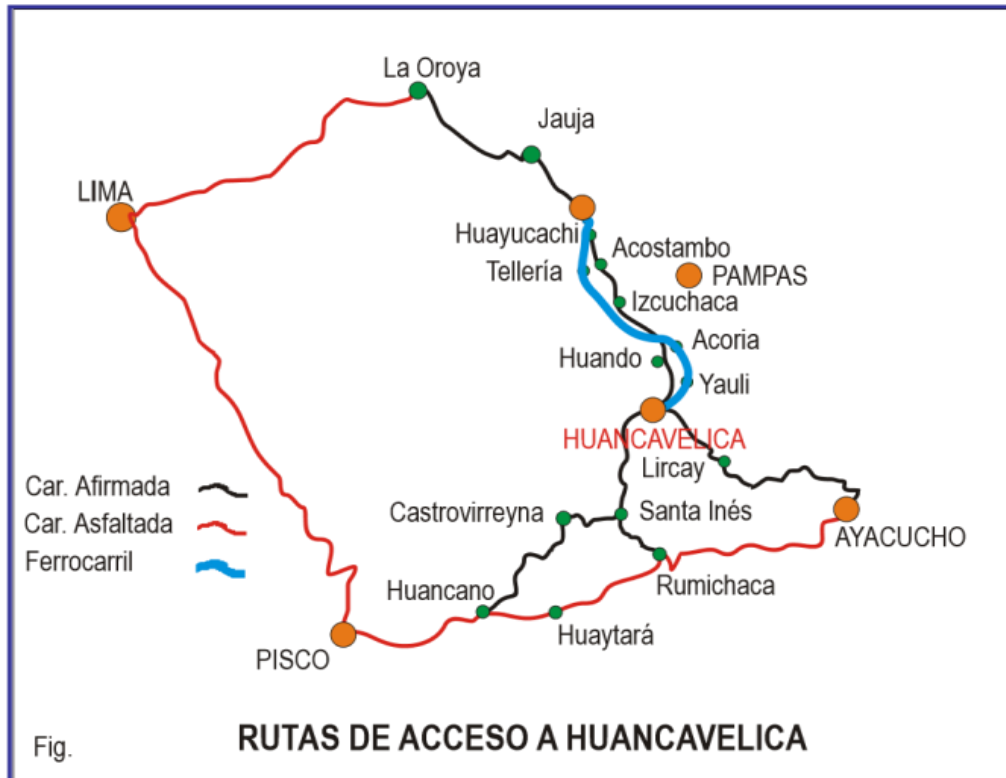 La Oroya
Jauja
LIMA
Huayucachi
Acostambo
Tellería
PAMPAS
Izcuchaca
Acoria
Huando
Yauli
HUANCAVELICA
Lircay
Car. Afirmada
Castrovirreyna
Santa Inés
Car. Asfaltada
AYACUCHO
Ferrocarril
Rumichaca
Huancano
Huaytará
PISCO
Fig.
RUTAS DE ACCESO A HUANCAVELICA